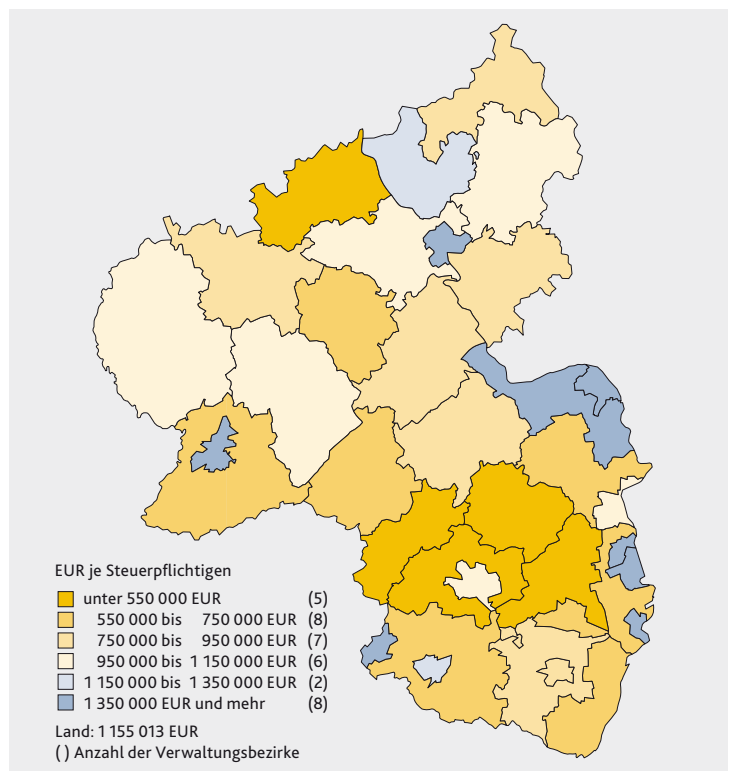 EUR je Steuerpflichtigen
unter 550 000 EUR (5)
550 000 bis 750 000 EUR (8)
750 000 bis 950 000 EUR (7)
950 000 bis 1 150 000 EUR (6)
1 150 000 bis 1 350 000 EUR (2)
1 350 000 EUR und mehr (8)
Land: 1 155 013 EUR
( ) Anzahl der Verwaltungsbezirke